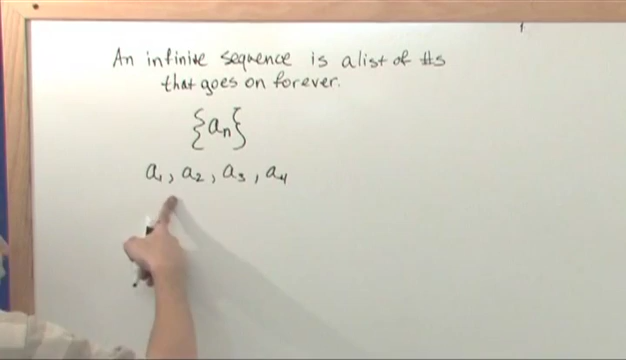 An infinite sequence is a list of #s
that goes on forever.
{aₙ}
a₁, a₂, a₃, a₄